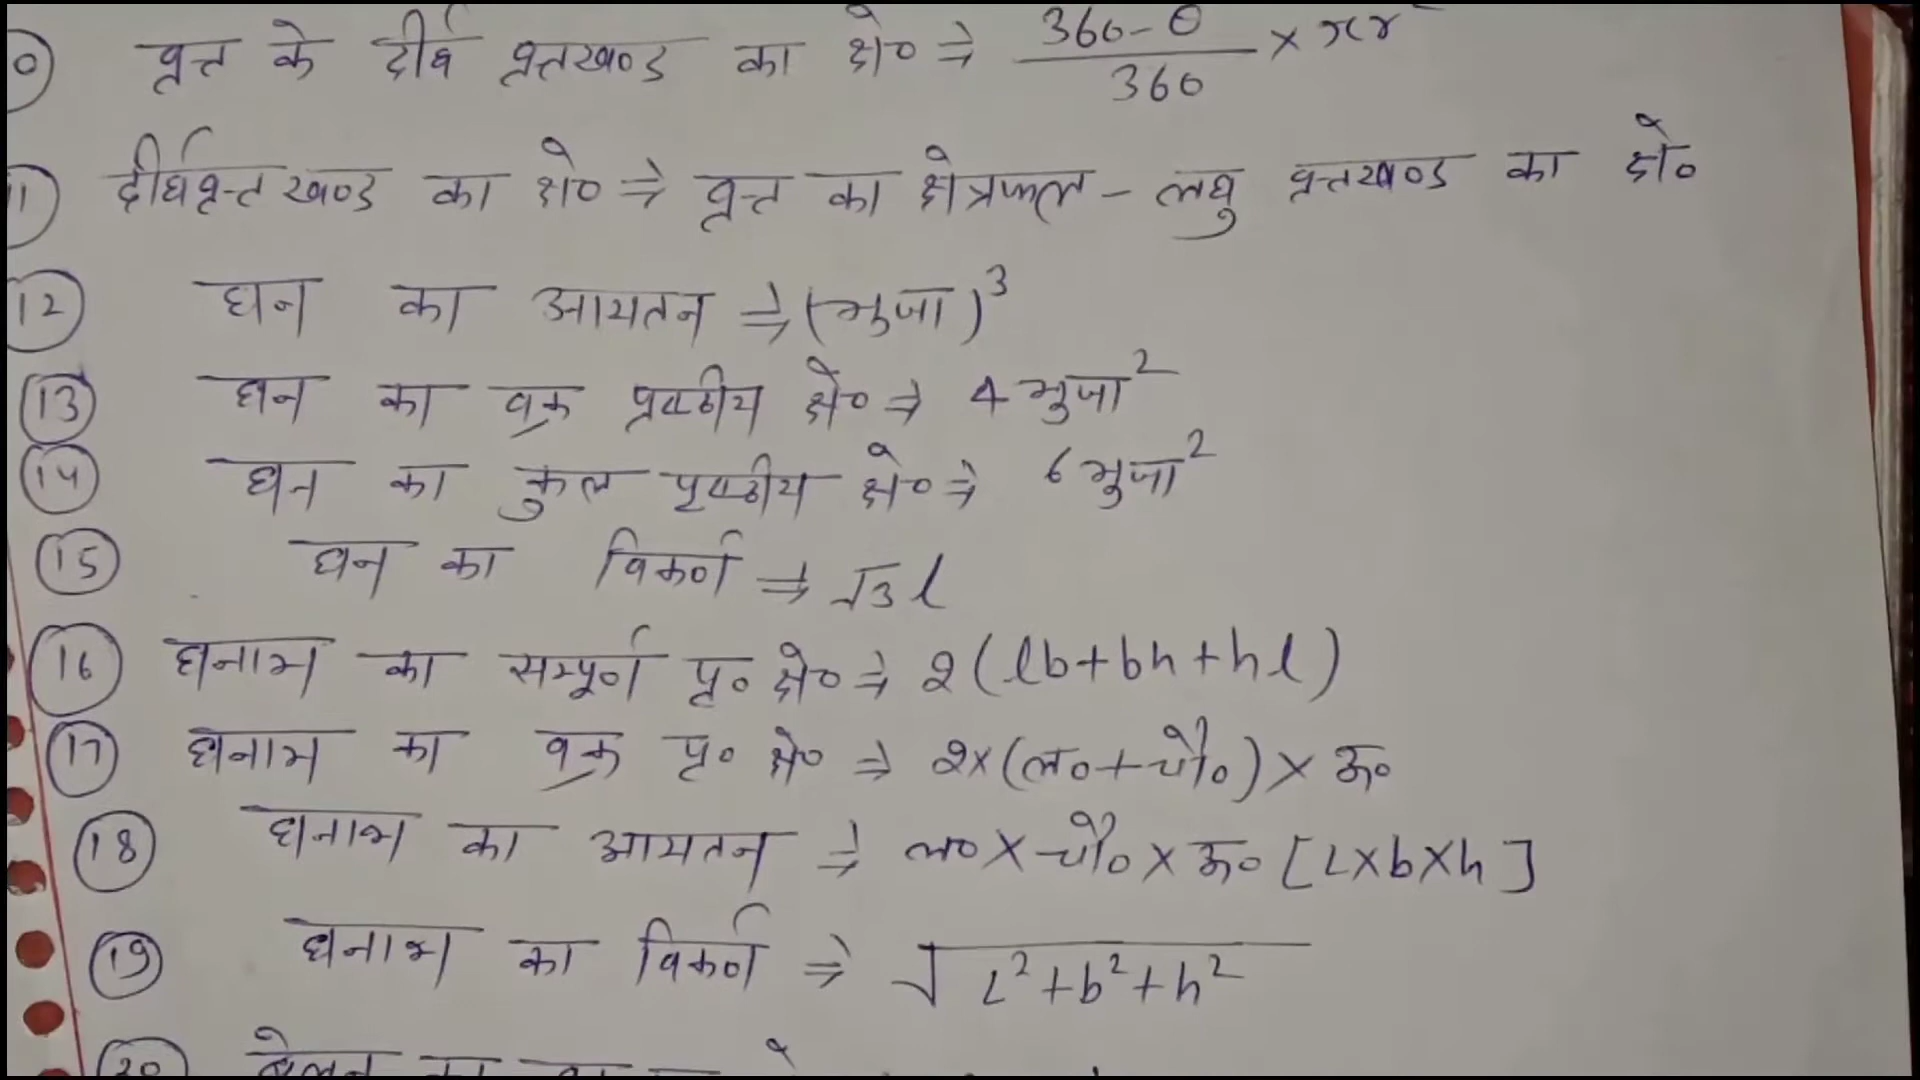 वृत्त के दीर्घ वृत्तखण्ड का क्षे० ⇒ 360-θ/360 × πr
11 दीर्घवृत्तखण्ड का क्षे० ⇒ वृत्त का क्षेत्रफल - लघु वृत्तखण्ड का क्षे०
12 घन का आयतन ⇒ (भुजा)³
13 घन का वक्र पृष्ठीय क्षे० ⇒ 4 भुजा²
14 घन का कुल पृष्ठीय क्षे० ⇒ 6 भुजा²
15 घन का विकर्ण ⇒ √3 l
16 घनाभ का सम्पूर्ण पृ० क्षे० ⇒ 2(lb+bh+hl)
17 घनाभ का वक्र पृ० क्षे० ⇒ 2×(ल०+चौ०)×ऊ०
18 घनाभ का आयतन ⇒ ल०×चौ०×ऊ० [L×b×h]
19 घनाभ का विकर्ण ⇒ √L²+b²+h²
20 बेलन का